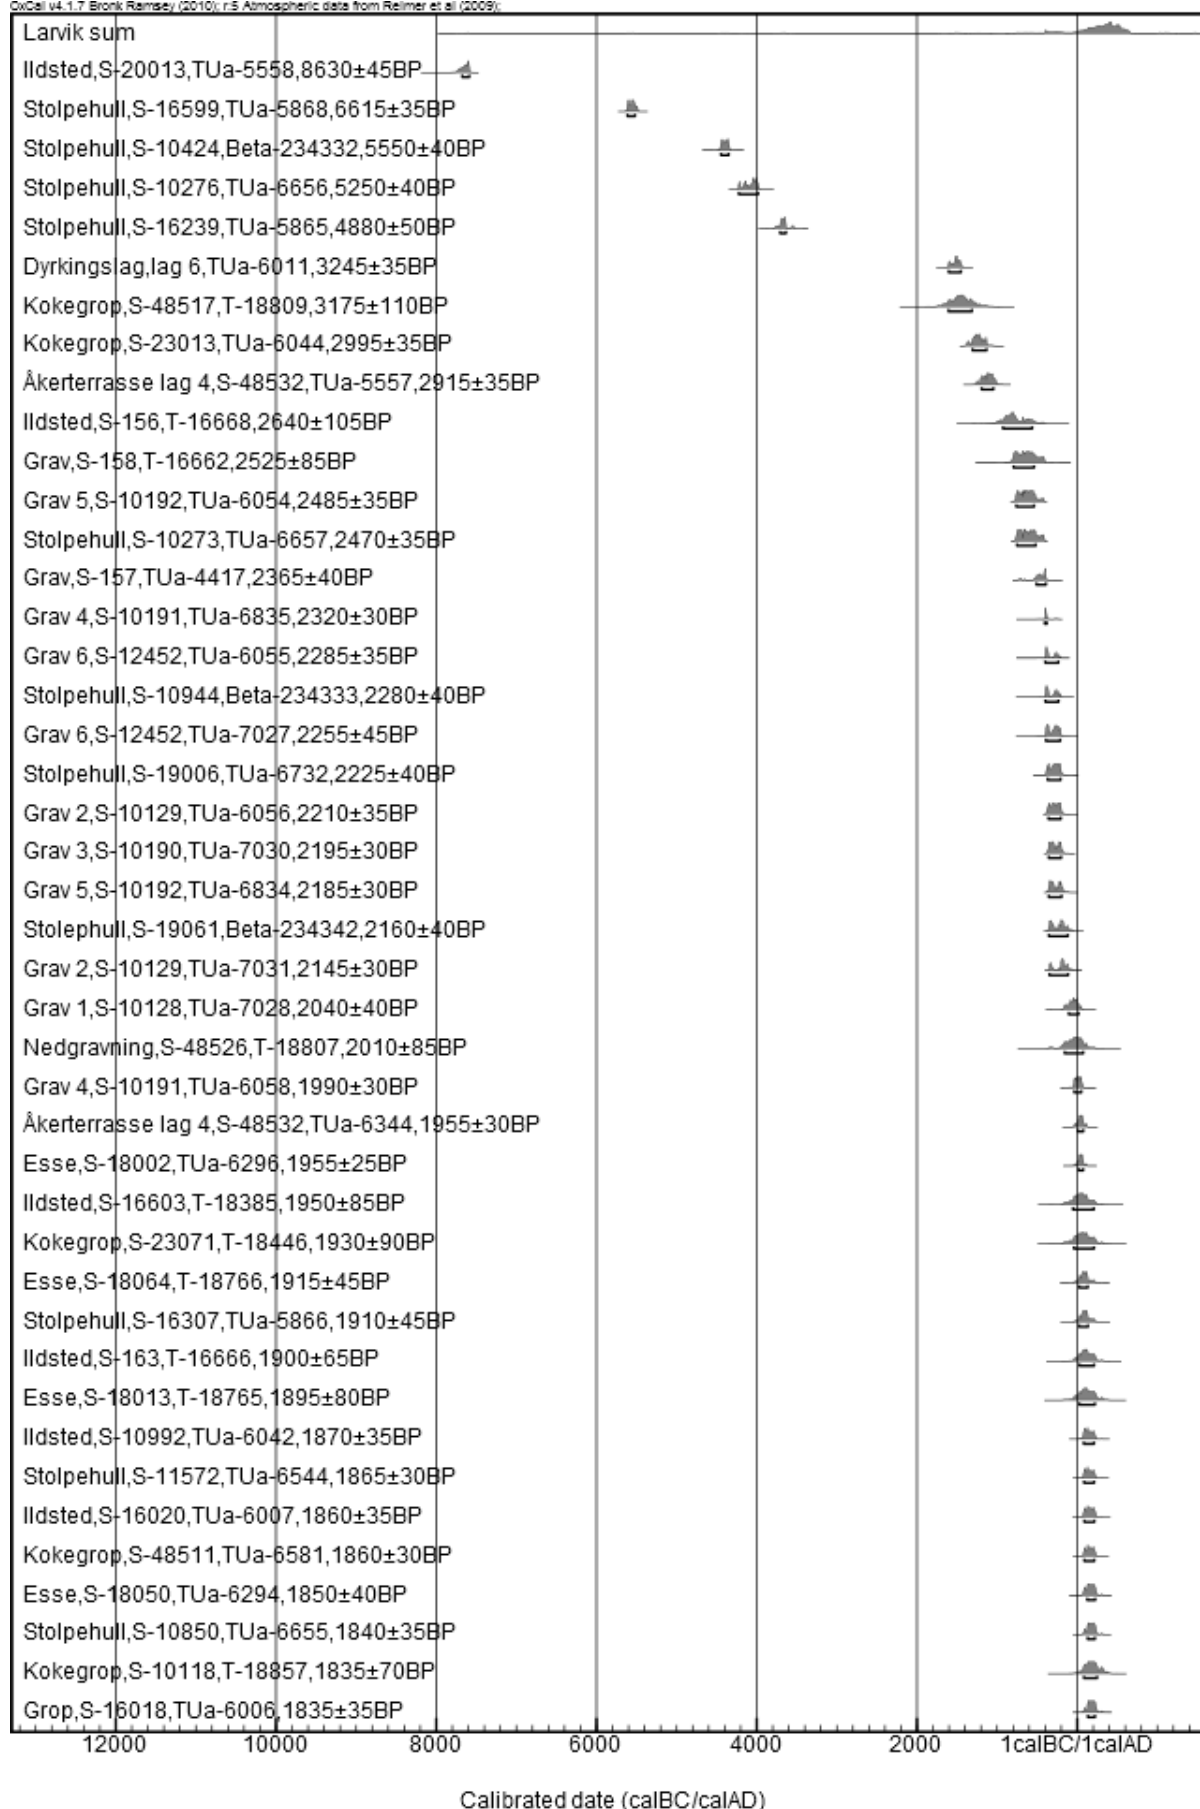 OxCal v4.1.7 Bronk Ramsey (2010); r:5 Atmospheric data from Reimer et al (2009);
Larvik sum
Ildsted,S-20013,TUa-5558,8630±45BP
Stolpehull,S-16599,TUa-5868,6615±35BP
Stolpehull,S-10424,Beta-234332,5550±40BP
Stolpehull,S-10276,TUa-6656,5250±40BP
Stolpehull,S-16239,TUa-5865,4880±50BP
Dyrkingslag,lag 6,TUa-6011,3245±35BP
Kokegrop,S-48517,T-18809,3175±110BP
Kokegrop,S-23013,TUa-6044,2995±35BP
Åkerterrasse lag 4,S-48532,TUa-5557,2915±35BP
Ildsted,S-156,T-16668,2640±105BP
Grav,S-158,T-16662,2525±85BP
Grav 5,S-10192,TUa-6054,2485±35BP
Stolpehull,S-10273,TUa-6657,2470±35BP
Grav,S-157,TUa-4417,2365±40BP
Grav 4,S-10191,TUa-6835,2320±30BP
Grav 6,S-12452,TUa-6055,2285±35BP
Stolpehull,S-10944,Beta-234333,2280±40BP
Grav 6,S-12452,TUa-7027,2255±45BP
Stolpehull,S-19006,TUa-6732,2225±40BP
Grav 2,S-10129,TUa-6056,2210±35BP
Grav 3,S-10190,TUa-7030,2195±30BP
Grav 5,S-10192,TUa-6834,2185±30BP
Stolephull,S-19061,Beta-234342,2160±40BP
Grav 2,S-10129,TUa-7031,2145±30BP
Grav 1,S-10128,TUa-7028,2040±40BP
Nedgravning,S-48526,T-18807,2010±85BP
Grav 4,S-10191,TUa-6058,1990±30BP
Åkerterrasse lag 4,S-48532,TUa-6344,1955±30BP
Esse,S-18002,TUa-6296,1955±25BP
Ildsted,S-16603,T-18385,1950±85BP
Kokegrop,S-23071,T-18446,1930±90BP
Esse,S-18064,T-18766,1915±45BP
Stolpehull,S-16307,TUa-5866,1910±45BP
Ildsted,S-163,T-16666,1900±65BP
Esse,S-18013,T-18765,1895±80BP
Ildsted,S-10992,TUa-6042,1870±35BP
Stolpehull,S-11572,TUa-6544,1865±30BP
Ildsted,S-16020,TUa-6007,1860±35BP
Kokegrop,S-48511,TUa-6581,1860±30BP
Esse,S-18050,TUa-6294,1850±40BP
Stolpehull,S-10850,TUa-6655,1840±35BP
Kokegrop,S-10118,T-18857,1835±70BP
Grop,S-16018,TUa-6006,1835±35BP
12000 10000 8000 6000 4000 2000 1calBC/1calAD
Calibrated date (calBC/calAD)